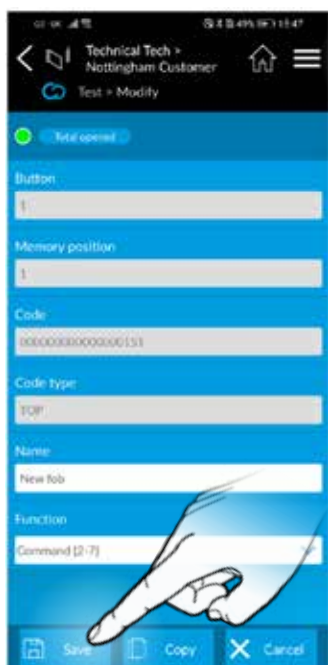 Technical Tech >
Nottingham Customer
Test > Modify
Total opened
Button
1
Memory position
1
Code
Code type
TOP
Name
New fob
Function
Command [2-7]
Save
Copy
Cancel